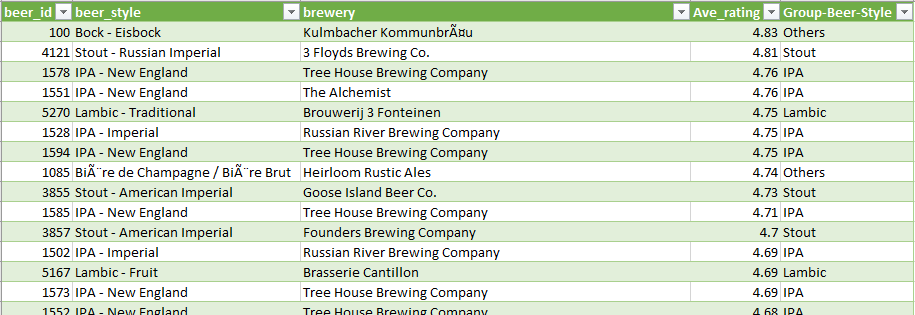 beer_id beer_style brewery Ave_rating Group-Beer-Style
100 Bock - Eisbock Kulmbacher KommunbrÃ¤u 4.83 Others
4121 Stout - Russian Imperial 3 Floyds Brewing Co. 4.81 Stout
1578 IPA - New England Tree House Brewing Company 4.76 IPA
1551 IPA - New England The Alchemist 4.76 IPA
5270 Lambic - Traditional Brouwerij 3 Fonteinen 4.75 Lambic
1528 IPA - Imperial Russian River Brewing Company 4.75 IPA
1594 IPA - New England Tree House Brewing Company 4.75 IPA
1085 BiÃ¨re de Champagne / BiÃ¨re Brut Heirloom Rustic Ales 4.74 Others
3855 Stout - American Imperial Goose Island Beer Co. 4.73 Stout
1585 IPA - New England Tree House Brewing Company 4.71 IPA
3857 Stout - American Imperial Founders Brewing Company 4.7 Stout
1502 IPA - Imperial Russian River Brewing Company 4.69 IPA
5167 Lambic - Fruit Brasserie Cantillon 4.69 Lambic
1573 IPA - New England Tree House Brewing Company 4.69 IPA
1552 IPA - New England Tree House Brewing Company 4.68 IPA